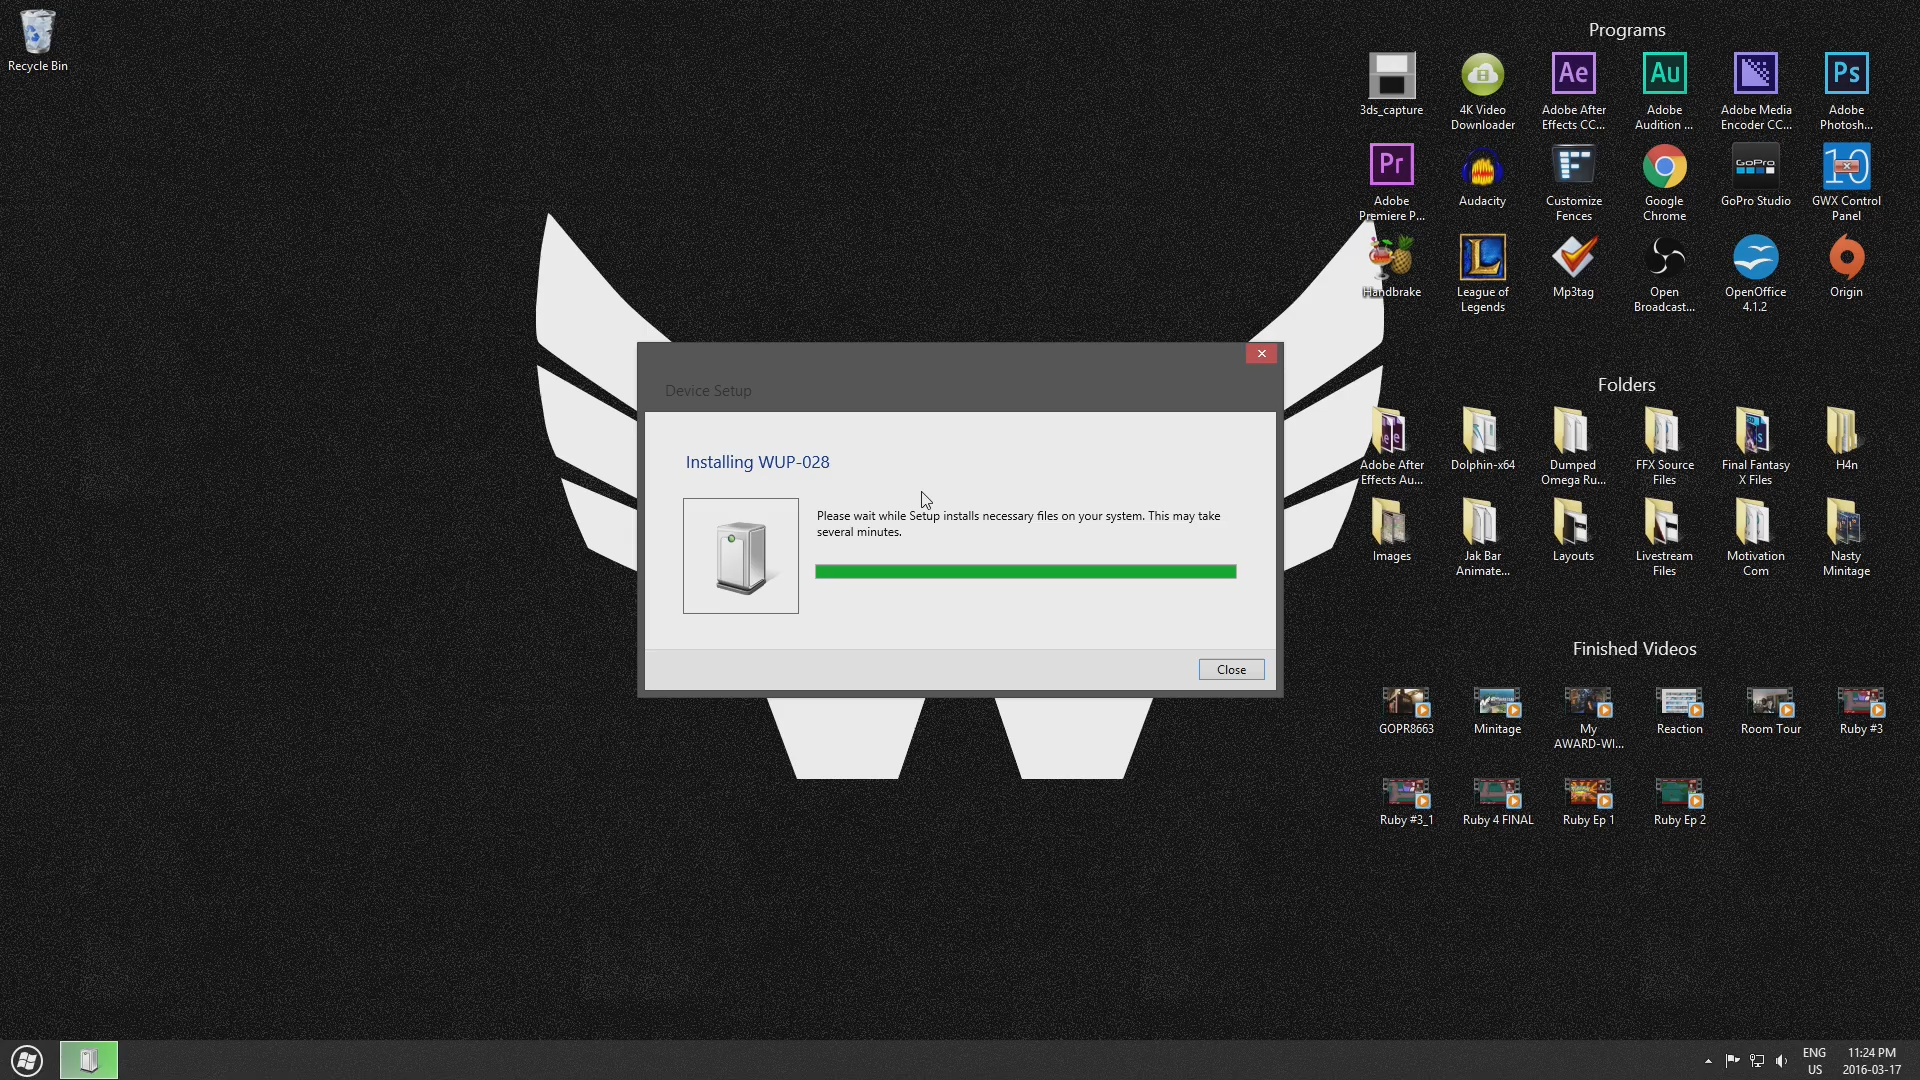 Recycle Bin
Programs
3ds_capture
4K Video
Downloader
Ae
Adobe After
Effects CC...
Au
Adobe
Audition ...
Adobe Media
Encoder CC...
Ps
Adobe
Photosh...
Pr
Adobe
Premiere P...
Audacity
Customize
Fences
Google
Chrome
GoPro
GoPro Studio
10
GWX Control
Panel
Handbrake
L
League of
Legends
Mp3tag
Open
Broadcast...
OpenOffice
4.1.2
Origin
Device Setup
Installing WUP-028
Please wait while Setup installs necessary files on your system. This may take
several minutes.
Close
Folders
Adobe After
Effects Au...
Dolphin-x64
Dumped
Omega Ru...
FFX Source
Files
Final Fantasy
X Files
H4n
Images
Jak Bar
Animate...
Layouts
Livestream
Files
Motivation
Com
Nasty
Minitage
Finished Videos
GOPR8663
Minitage
My
AWARD-WI...
Reaction
Room Tour
Ruby #3
Ruby #3_1
Ruby 4 FINAL
Ruby Ep 1
Ruby Ep 2
ENG
US
11:24 PM
2016-03-17